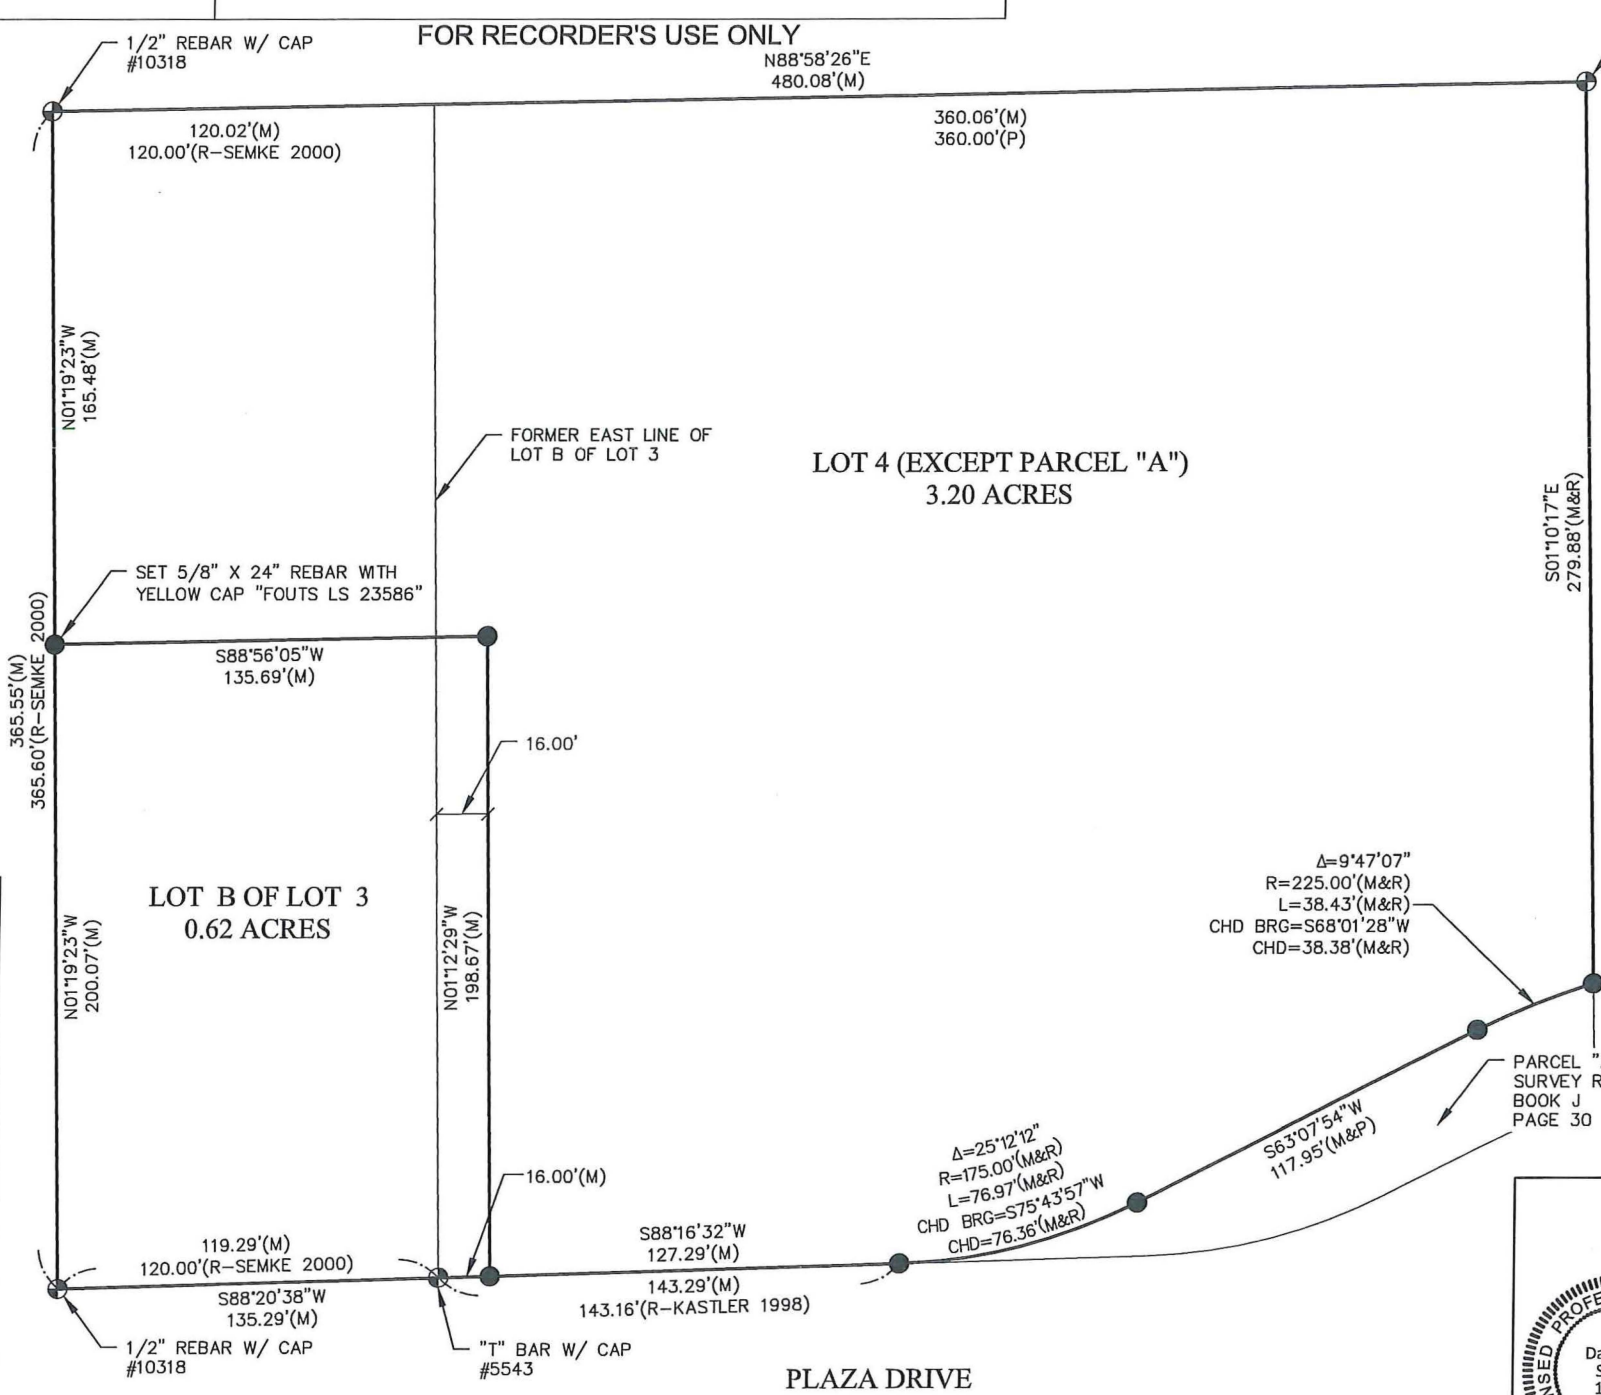 FOR RECORDER'S USE ONLY
1/2" REBAR W/ CAP
#10318
N88°58'26"E
480.08'(M)
120.02'(M)
120.00'(R-SEMKE 2000)
360.06'(M)
360.00'(P)
N01°19'23"W
165.48'(M)
FORMER EAST LINE OF
LOT B OF LOT 3
LOT 4 (EXCEPT PARCEL "A")
3.20 ACRES
S01°10'17"E
279.88'(M&R)
SET 5/8" X 24" REBAR WITH
YELLOW CAP "FOUTS LS 23586"
365.55'(M)
365.60'(R-SEMKE 2000)
S88°56'05"W
135.69'(M)
16.00'
LOT B OF LOT 3
0.62 ACRES
N01°19'23"W
200.07'(M)
N01°12'29"W
198.67'(M)
Δ=9°47'07"
R=225.00'(M&R)
L=38.43'(M&R)
CHD BRG=S68°01'28"W
CHD=38.38'(M&R)
PARCEL
SURVEY
BOOK J
PAGE 30
S63°07'54"W
117.95'(M&P)
Δ=25°12'12"
R=175.00'(M&R)
L=76.97'(M&R)
CHD BRG=S75°43'57"W
CHD=76.36'(M&R)
16.00'(M)
119.29'(M)
120.00'(R-SEMKE 2000)
S88°20'38"W
135.29'(M)
S88°16'32"W
127.29'(M)
143.29'(M)
143.16'(R-KASTLER 1998)
1/2" REBAR W/ CAP
#10318
"T" BAR W/ CAP
#5543
PLAZA DRIVE